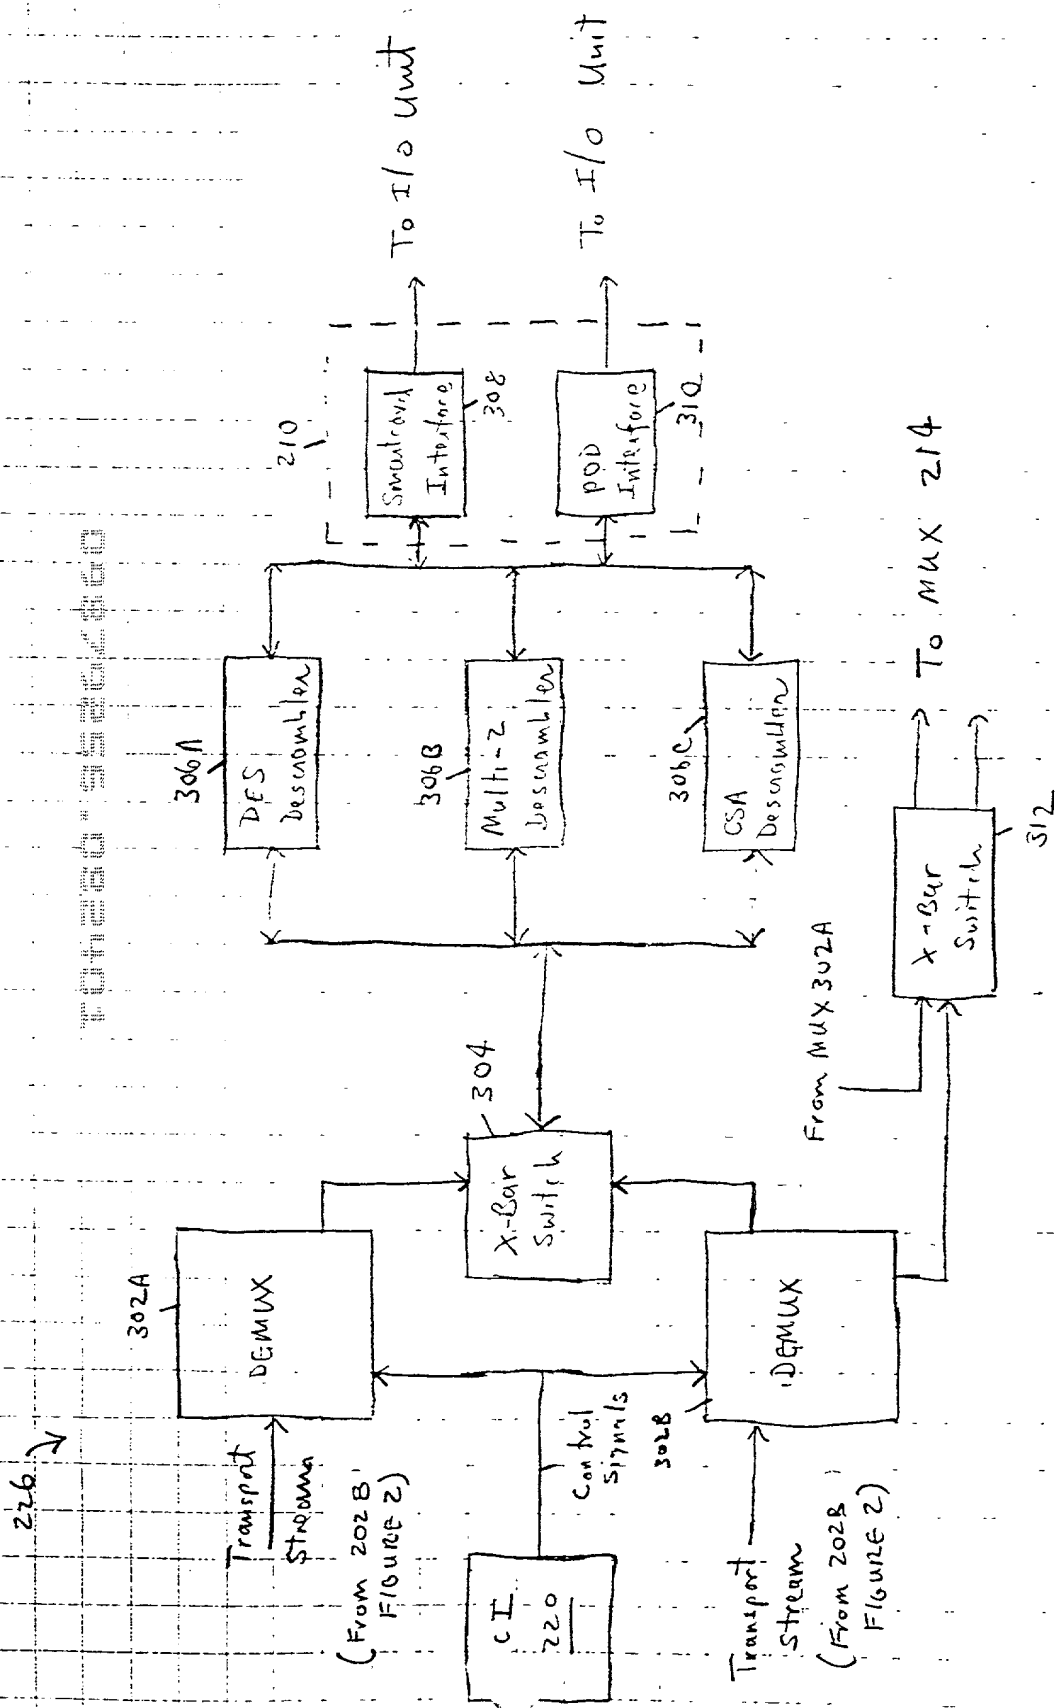 226
302A
DEMUX
Transport
Stream
(From 202B'
FIGURE 2)
CI
220
Control
Signals
302B
DEMUX
Transport
Stream
(From 202B
FIGURE 2)
304
X-Bar
Switch
306A
DES
Descrambler
306B
Multi-2
Descrambler
306C
CSA
Descrambler
210
Smartcard
Interface
308
POD
Interface
310
To I/O Unit
To I/O Unit
From MUX 302A
X-Bar
Switch
312
To MUX 214